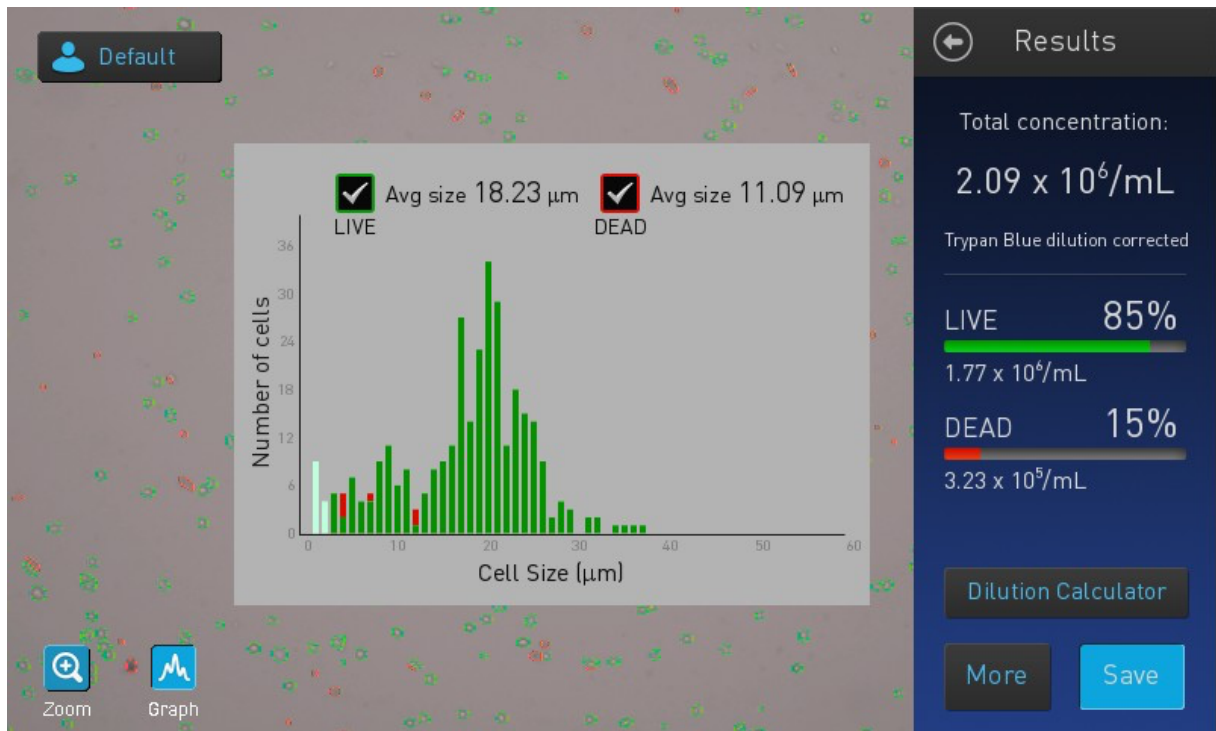 Default
Results
Total concentration:
2.09 x 10⁶/mL
Trypan Blue dilution corrected
LIVE 85%
1.77 x 10⁶/mL
DEAD 15%
3.23 x 10⁵/mL
Dilution Calculator
More
Save
Avg size 18.23 µm
LIVE
Avg size 11.09 µm
DEAD
Number of cells
36
30
24
18
12
6
0
0 10 20 30 40 50 60
Cell Size (µm)
Zoom
Graph